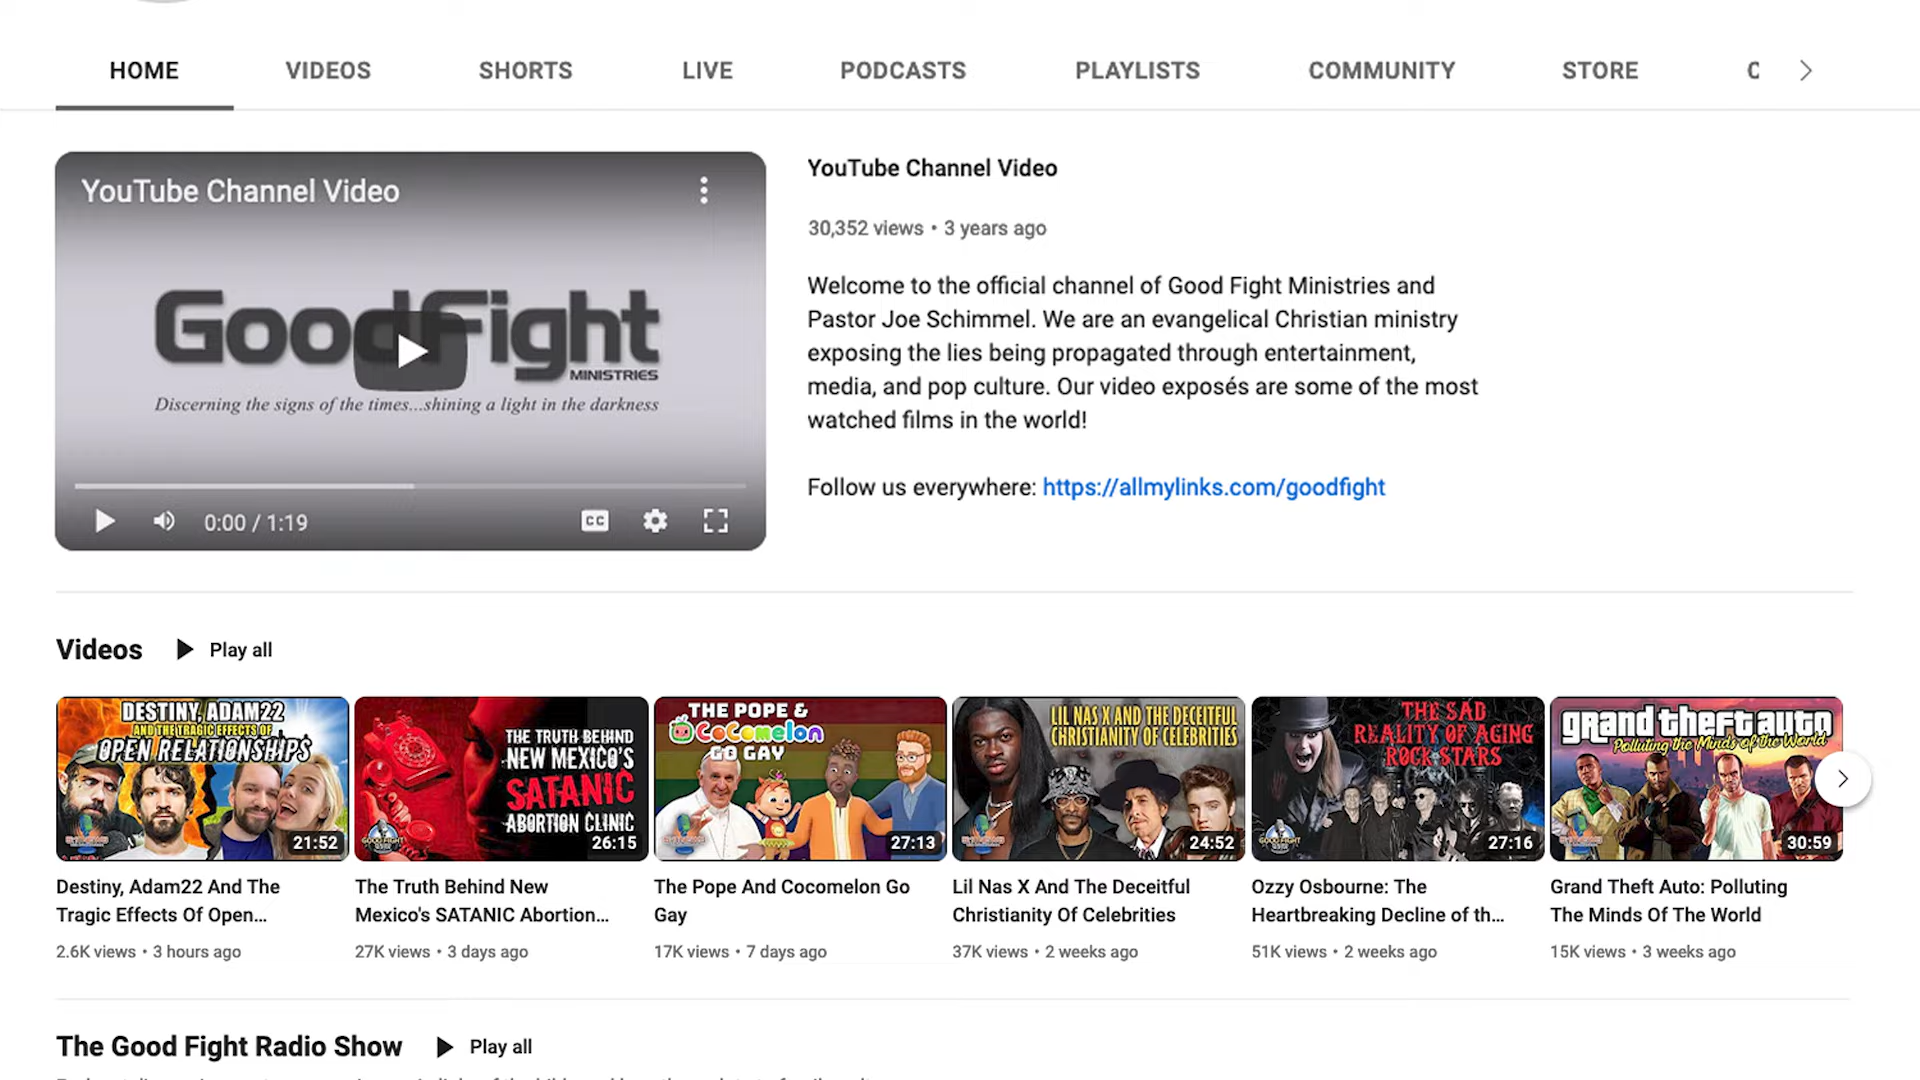 HOME VIDEOS SHORTS LIVE PODCASTS PLAYLISTS COMMUNITY STORE C
YouTube Channel Video
GoodFight
MINISTRIES
Discerning the signs of the times...shining a light in the darkness
0:00 / 1:19
CC
YouTube Channel Video
30,352 views • 3 years ago
Welcome to the official channel of Good Fight Ministries and
Pastor Joe Schimmel. We are an evangelical Christian ministry
exposing the lies being propagated through entertainment,
media, and pop culture. Our video exposés are some of the most
watched films in the world!
Follow us everywhere: https://allmylinks.com/goodfight
Videos Play all
DESTINY, ADAM22
AND THE TRAGIC EFFECTS OF
OPEN RELATIONSHIPS
21:52
Destiny, Adam22 And The
Tragic Effects Of Open...
2.6K views • 3 hours ago
THE TRUTH BEHIND
NEW MEXICO'S
SATANIC
ABORTION CLINIC
26:15
The Truth Behind New
Mexico's SATANIC Abortion...
27K views • 3 days ago
THE POPE &
CoComelon
GO GAY
27:13
The Pope And Cocomelon Go
Gay
17K views • 7 days ago
LIL NAS X AND THE DECEITFUL
CHRISTIANITY OF CELEBRITIES
24:52
Lil Nas X And The Deceitful
Christianity Of Celebrities
37K views • 2 weeks ago
THE SAD
REALITY OF AGING
ROCK STARS
27:16
Ozzy Osbourne: The
Heartbreaking Decline of th...
51K views • 2 weeks ago
grand theft auto
Polluting the Minds of the World
30:59
Grand Theft Auto: Polluting
The Minds Of The World
15K views • 3 weeks ago
The Good Fight Radio Show Play all